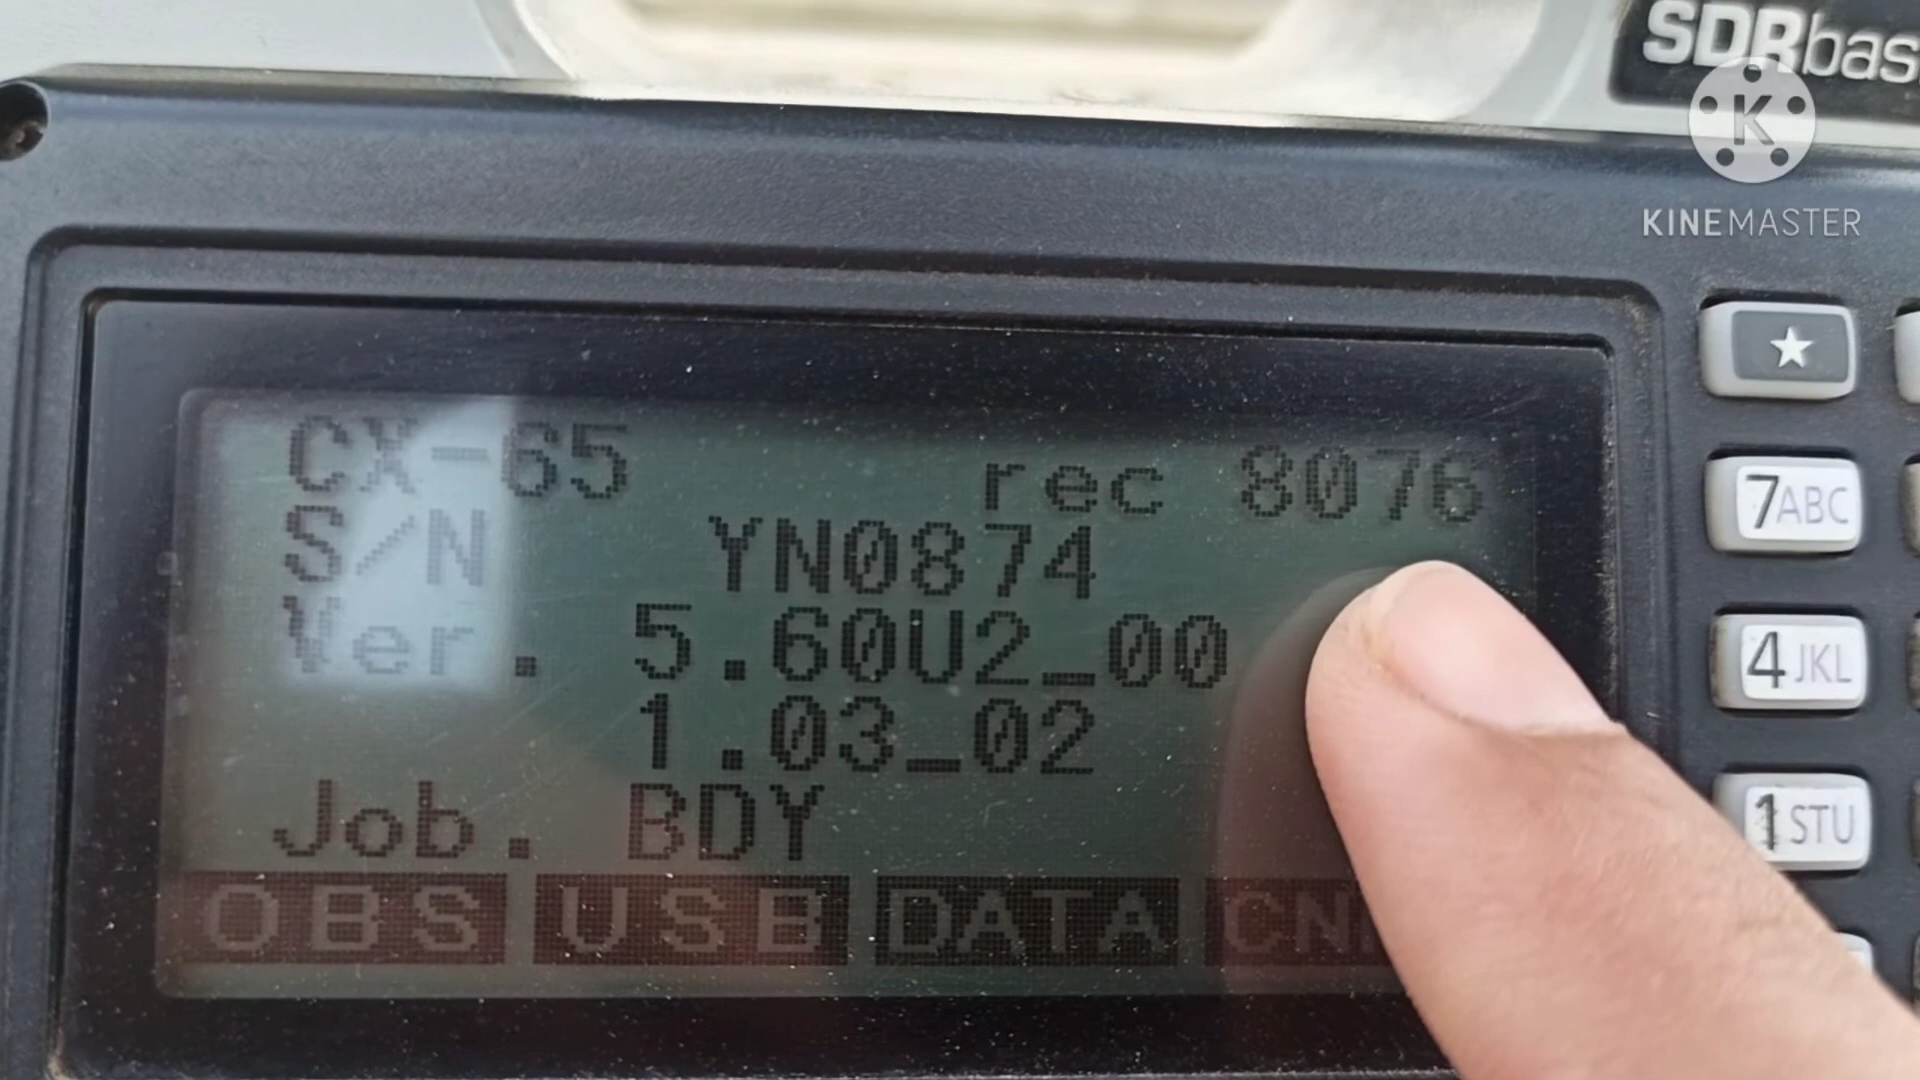 SDRbas
KINEMASTER
CX-65 rec 8076
S/N YN0874
Ver. 5.60U2_00
1.03_02
Job. BDY
OBS USB DATA
7ABC
4JKL
1STU